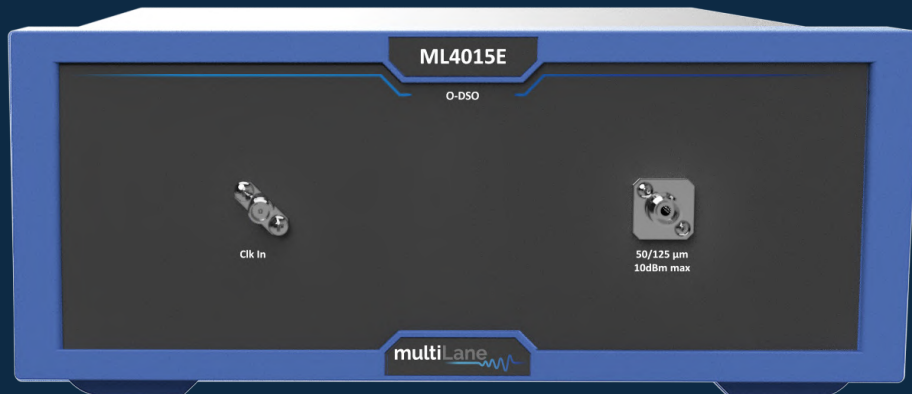 ML4015E
O-DSO
Clk In
50/125 µm
10dBm max
multiLane